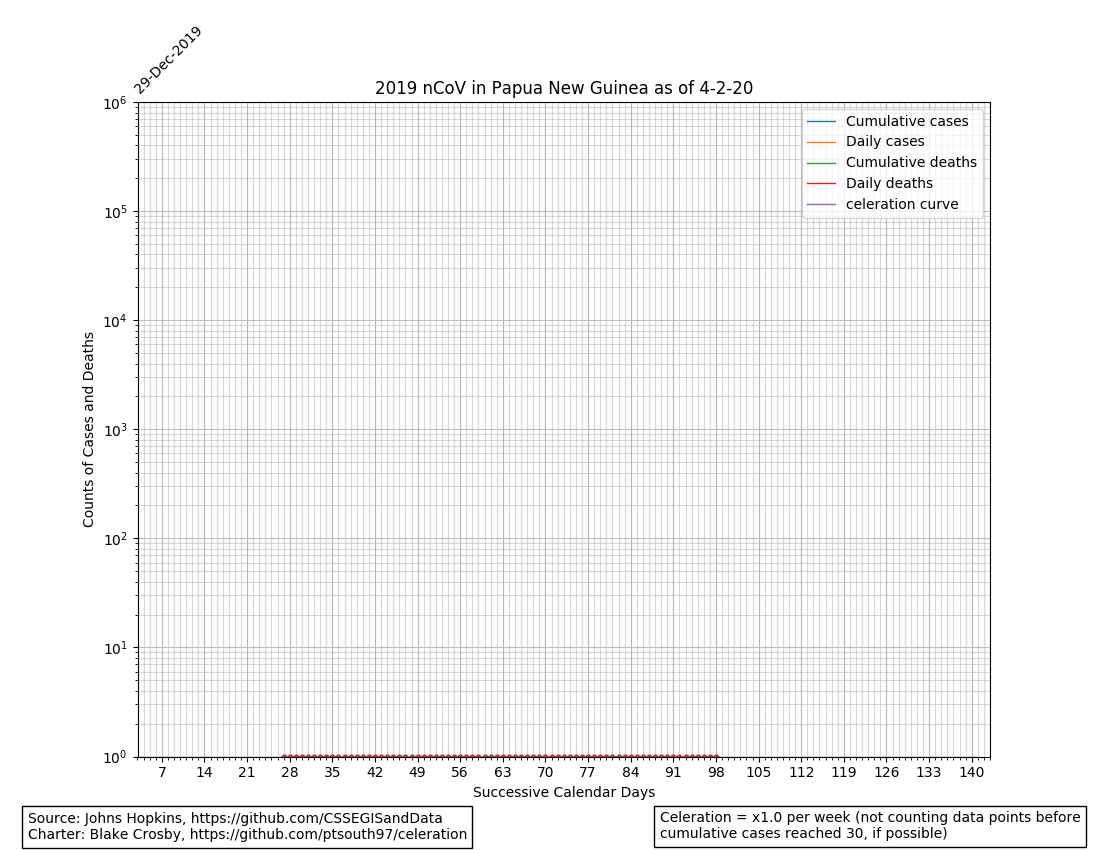 29-Dec-2019
2019 nCoV in Papua New Guinea as of 4-2-20
Cumulative cases
Daily cases
Cumulative deaths
Daily deaths
celeration curve
Counts of Cases and Deaths
10^6
10^5
10^4
10^3
10^2
10^1
10^0
7 14 21 28 35 42 49 56 63 70 77 84 91 98 105 112 119 126 133 140
Successive Calendar Days
Source: Johns Hopkins, https://github.com/CSSEGISandData
Charter: Blake Crosby, https://github.com/ptsouth97/celeration
Celeration = x1.0 per week (not counting data points before
cumulative cases reached 30, if possible)